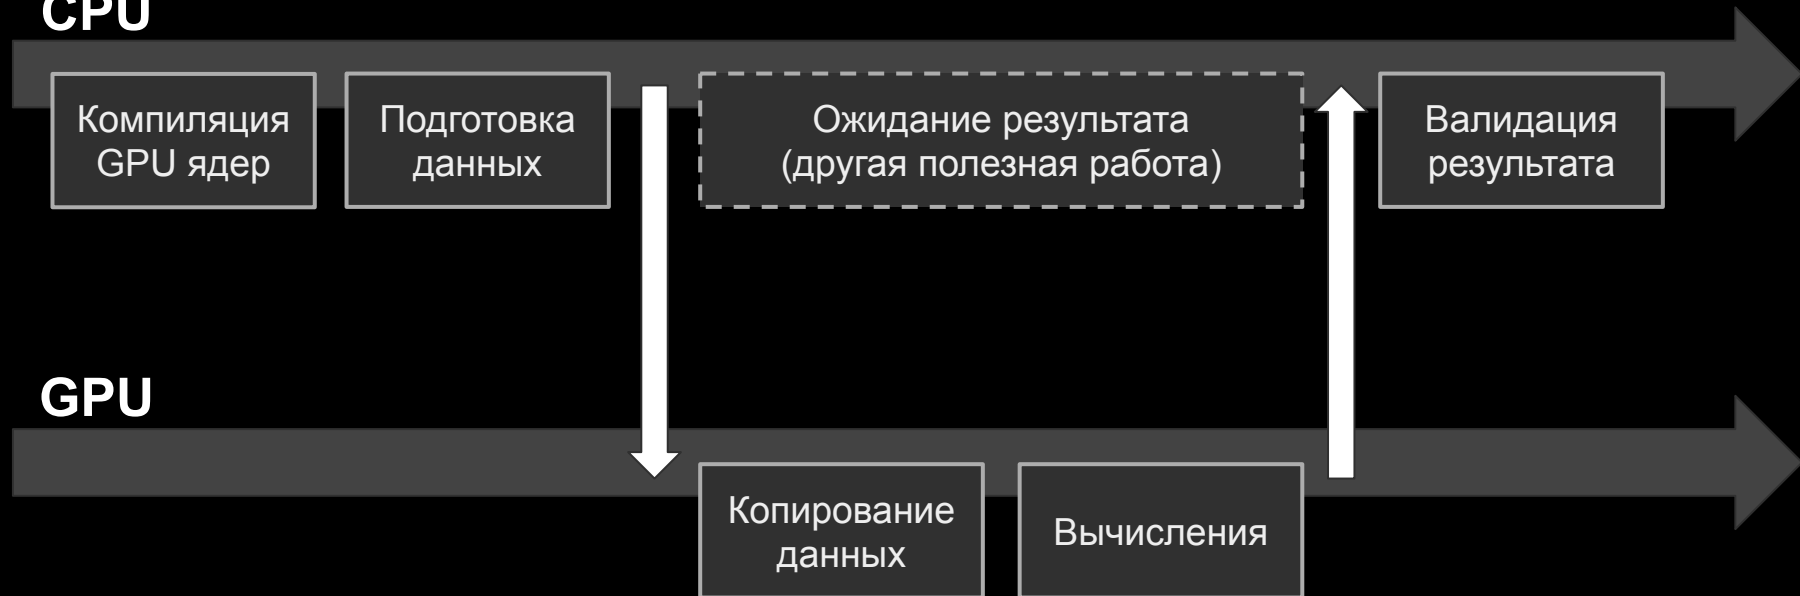 CPU
Компиляция
GPU ядер
Подготовка
данных
Ожидание результата
(другая полезная работа)
Валидация
результата
GPU
Копирование
данных
Вычисления